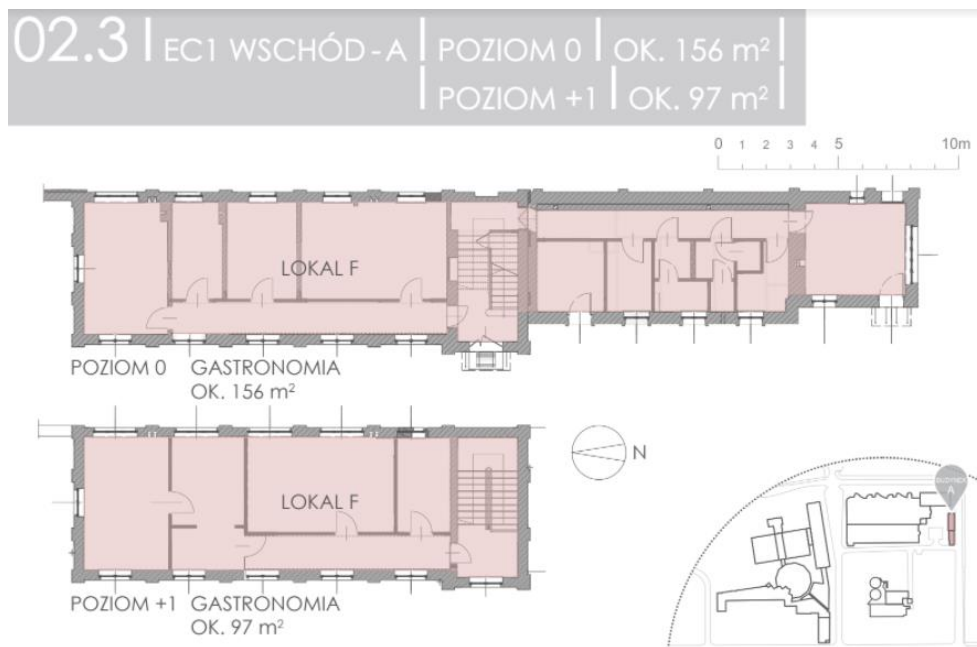 02.3 | EC1 WSCHÓD - A | POZIOM 0 | OK. 156 m² |
| POZIOM +1 | OK. 97 m² |
0 1 2 3 4 5 10m
LOKAL F
POZIOM 0 GASTRONOMIA
OK. 156 m²
N
BUDYNEK
A
LOKAL F
POZIOM +1 GASTRONOMIA
OK. 97 m²